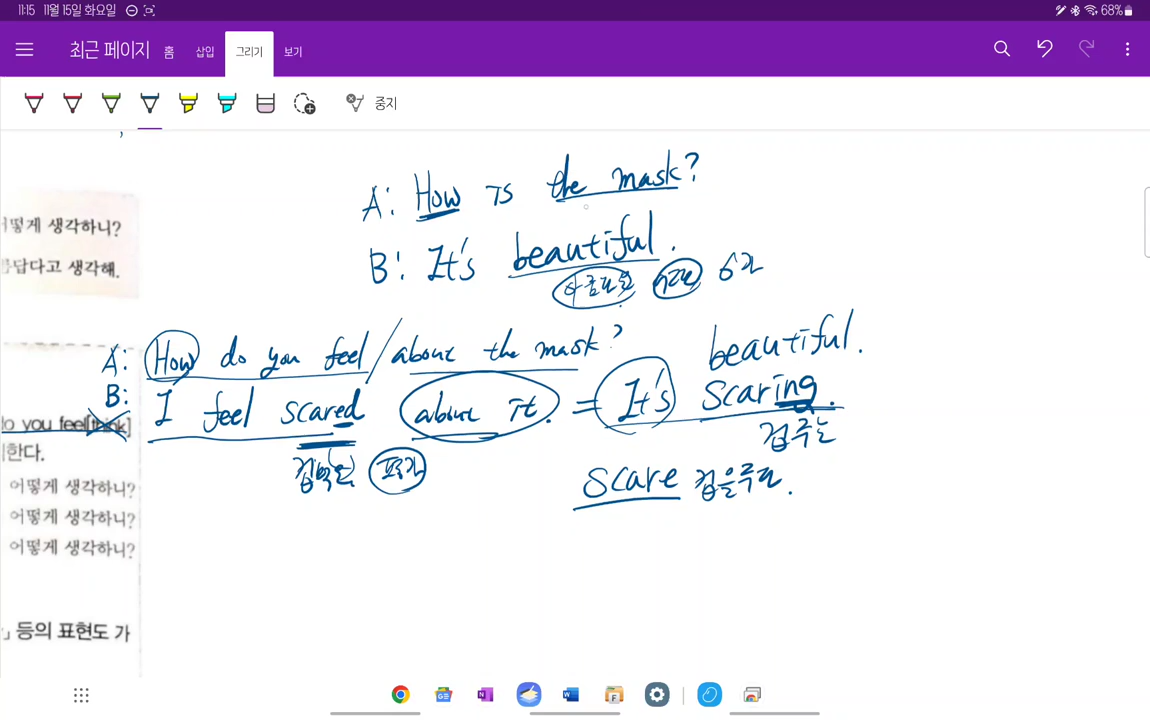 11:15 11월 15일 화요일 68%
최근 페이지 홈 삽입 그리기 보기
중지
A: How is the mask?
어떻게 생각하니?
B: It's beautiful.
름답다고 생각해.
아름다운 6과
A: How do you feel / about the mask? beautiful.
B: I feel scared about it. = It's scaring.
do you feel[think]
겁주는
한다.
겁먹은 평가
scare 겁을주다.
어떻게 생각하니?
어떻게 생각하니?
어떻게 생각하니?
」 등의 표현도 가